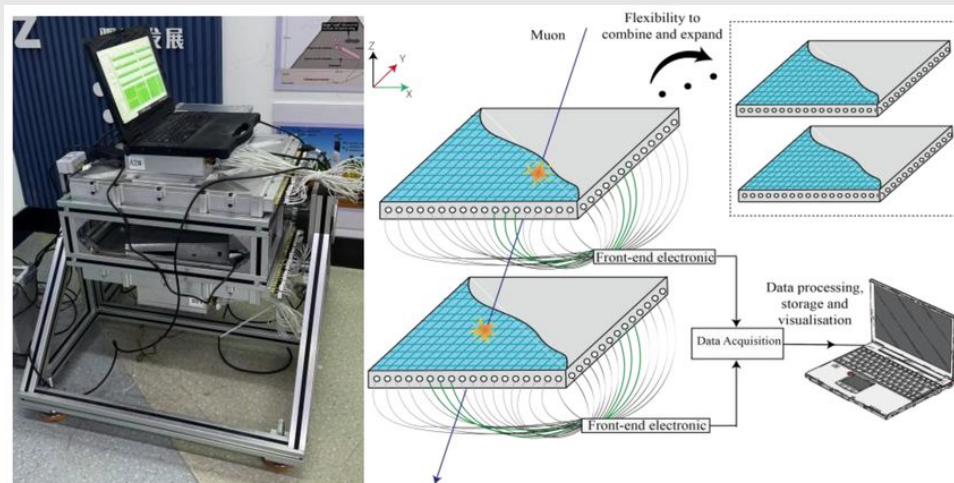 Z
发展
Z
Y
X
Muon
Flexibility to
combine and expand
Front-end electronic
Data processing,
storage and
visualisation
Data Acquisition
Front-end electronic